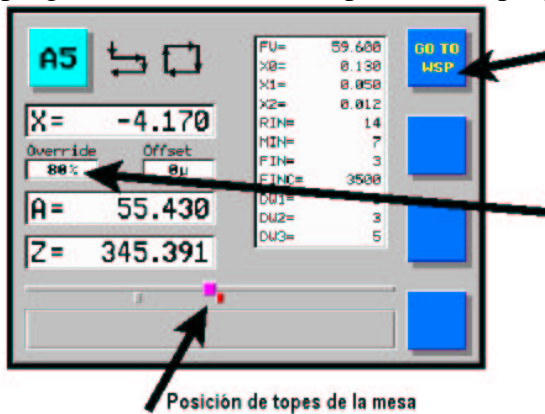 A5
FV= 59.600
X0= 0.130
X1= 0.050
X2= 0.012
RIN= 14
MIN= 7
FIN= 3
FINC= 3500
DW1=
DW2= 3
DW3= 5
GO TO
WSP
X= -4.170
Override Offset
80% 0µ
A= 55.430
Z= 345.391
Posición de topes de la mesa